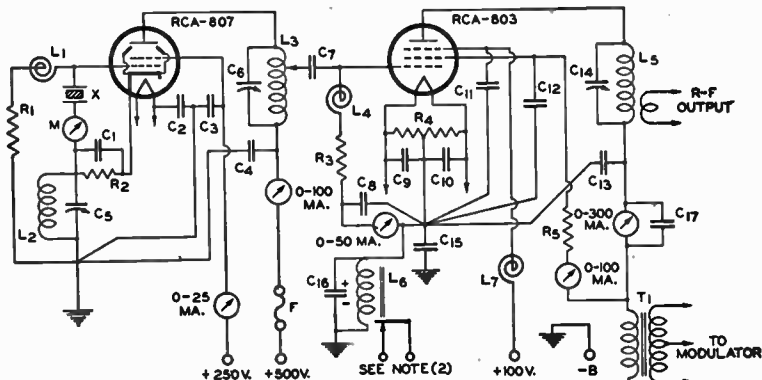 RCA-807
RCA-803
L1
L3
C6
C7
L4
C11
C12
C14
L5
R-F
OUTPUT
R1
X
M
C1
R2
C2
C3
C4
L2
C5
R3
R4
C8
C9
C10
C13
0-100
MA.
0-50 MA.
C15
0-300
MA.
C17
R5
0-100
MA.
0-25
MA.
F
C16
+
-
L6
L7
T1
TO
MODULATOR
+250V.
+500V.
SEE NOTE(2)
+100V.
-B